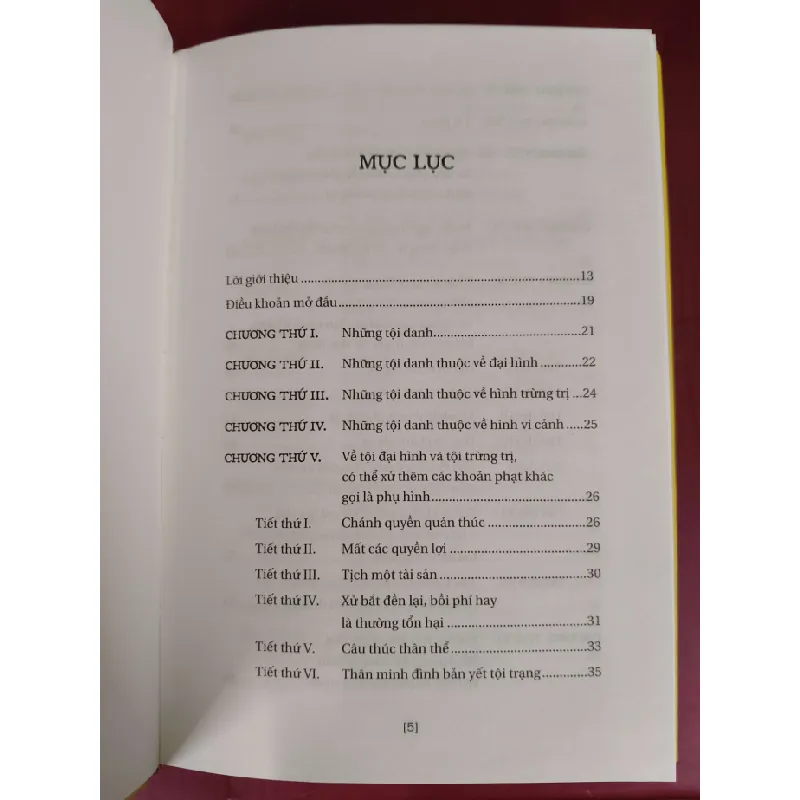 MỤC LỤC
Lời giới thiệu ........ 13
Điều khoản mở đầu ........ 19
CHƯƠNG THỨ I. Những tội danh ........ 21
CHƯƠNG THỨ II. Những tội danh thuộc về đại hình ........ 22
CHƯƠNG THỨ III. Những tội danh thuộc về hình trừng trị ... 24
CHƯƠNG THỨ IV. Những tội danh thuộc về hình vi cảnh ..... 25
CHƯƠNG THỨ V. Về tội đại hình và tội trừng trị,
có thể xử thêm các khoản phạt khác
gọi là phụ hình ........ 26
Tiết thứ I. Chánh quyền quản thúc ........ 26
Tiết thứ II. Mất các quyền lợi ........ 29
Tiết thứ III. Tịch một tài sản ........ 30
Tiết thứ IV. Xử bắt đền lại, bồi phí hay
là thường tổn hại ........ 31
Tiết thứ V. Câu thúc thân thể ........ 33
Tiết thứ VI. Thân minh đình bản yết tội trạng ........ 35
[5]